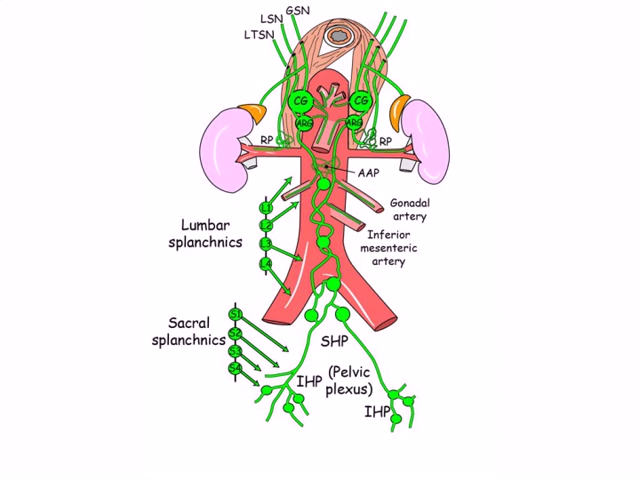 GSN
LSN
LTSN
CG
CG
ARG
ARG
RP
RP
AAP
L1
L2
L3
L4
Lumbar
splanchnics
Gonadal
artery
Inferior
mesenteric
artery
S1
S2
S3
S4
Sacral
splanchnics
SHP
IHP
(Pelvic
plexus)
IHP